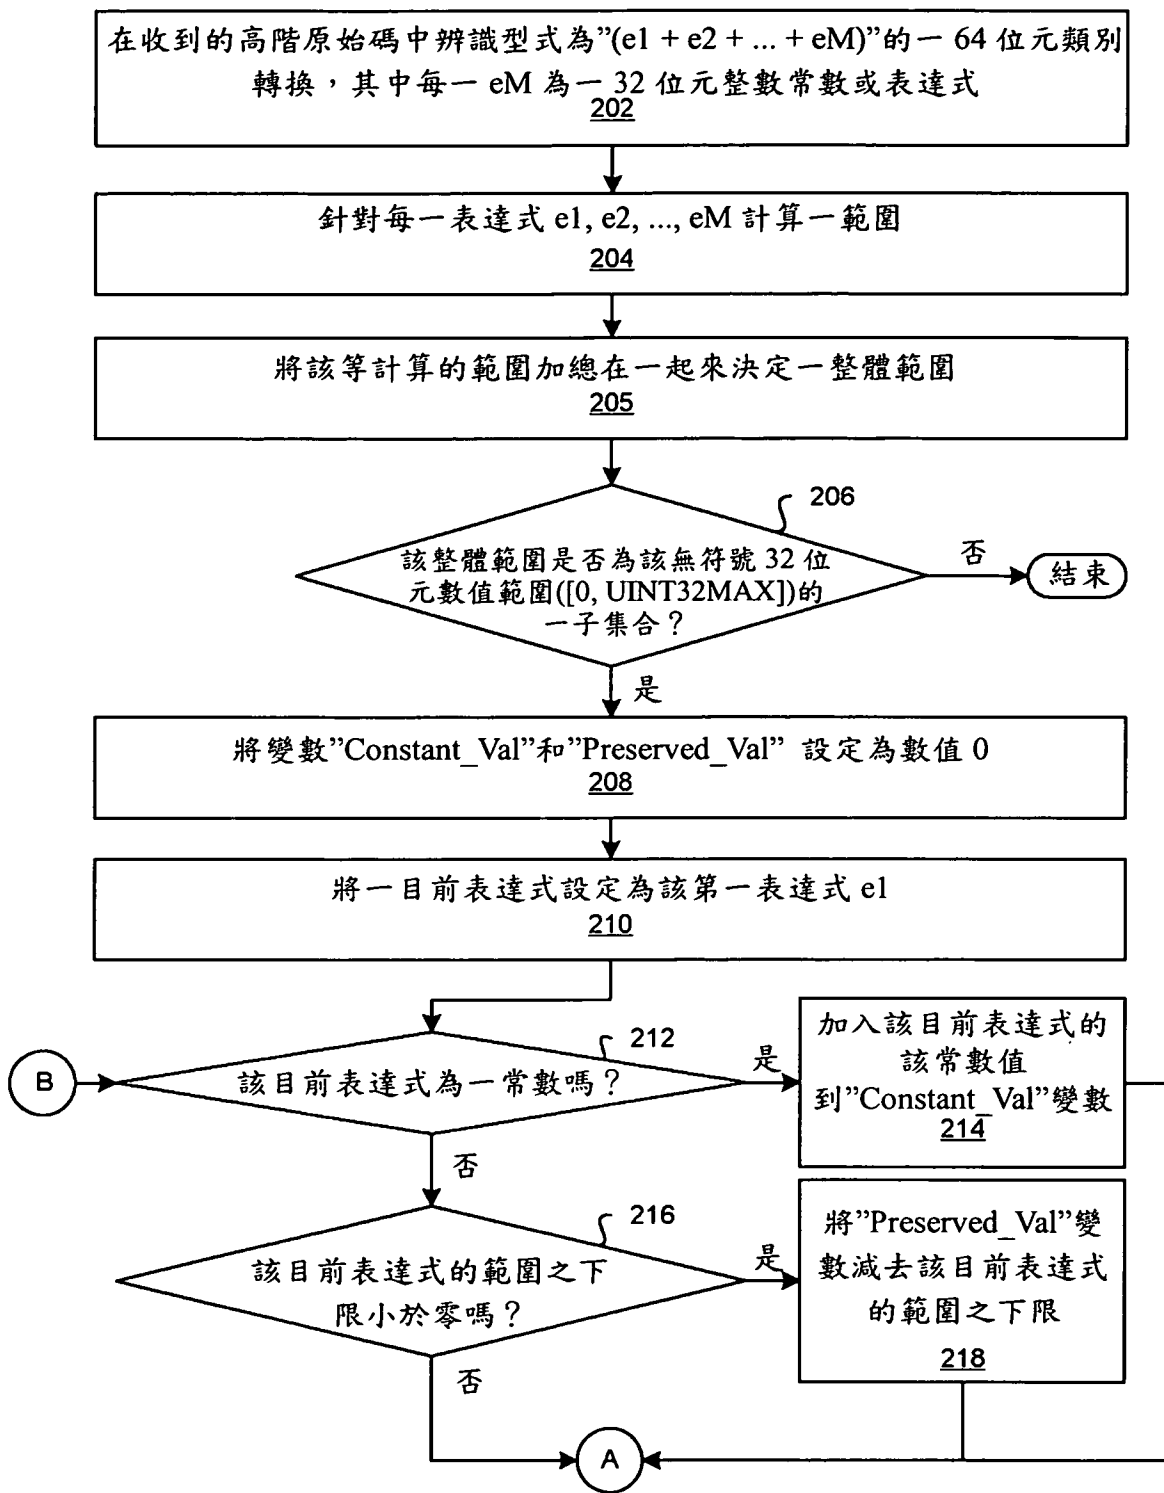 在收到的高階原始碼中辨識型式為”(e1 + e2 + ... + eM)”的一 64 位元類別
轉換，其中每一 eM 為一 32 位元整數常數或表達式
202
針對每一表達式 e1, e2, ..., eM 計算一範圍
204
將該等計算的範圍加總在一起來決定一整體範圍
205
206
該整體範圍是否為該無符號 32 位
元數值範圍([0, UINT32MAX])的
一子集合？
否
結束
是
將變數”Constant_Val”和”Preserved_Val” 設定為數值 0
208
將一目前表達式設定為該第一表達式 e1
210
B
212
該目前表達式為一常數嗎？
是
加入該目前表達式的
該常數值
到”Constant_Val”變數
214
否
216
該目前表達式的範圍之下
限小於零嗎？
是
將”Preserved_Val”變
數減去該目前表達式
的範圍之下限
218
否
A